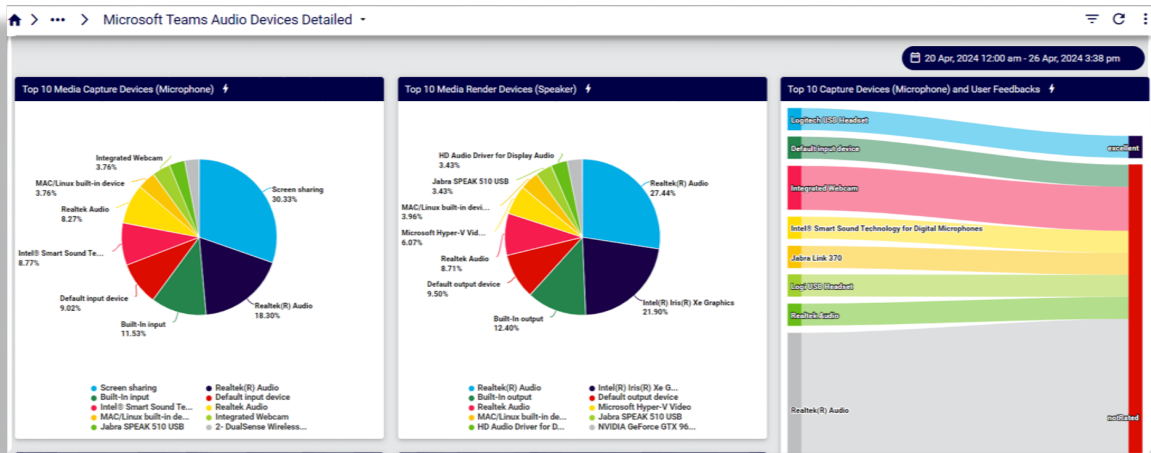 Microsoft Teams Audio Devices Detailed
20 Apr, 2024 12:00 am - 26 Apr, 2024 3:38 pm
Top 10 Media Capture Devices (Microphone)
Integrated Webcam
3.76%
MAC/Linux built-in device
3.76%
Realtek Audio
8.27%
Intel® Smart Sound Te...
8.77%
Default input device
9.02%
Built-In input
11.53%
Screen sharing
30.33%
Realtek(R) Audio
18.30%
Screen sharing
Realtek(R) Audio
Built-In input
Default input device
Intel® Smart Sound Te...
Realtek Audio
MAC/Linux built-in de...
Integrated Webcam
Jabra SPEAK 510 USB
2- DualSense Wireless...
Top 10 Media Render Devices (Speaker)
HD Audio Driver for Display Audio
3.43%
Jabra SPEAK 510 USB
3.43%
MAC/Linux built-in devi...
3.96%
Microsoft Hyper-V Vid...
6.07%
Realtek Audio
8.71%
Default output device
9.50%
Built-In output
12.40%
Realtek(R) Audio
27.44%
Intel(R) Iris(R) Xe Graphics
21.90%
Realtek(R) Audio
Intel(R) Iris(R) Xe G...
Built-In output
Default output device
Realtek Audio
Microsoft Hyper-V Video
MAC/Linux built-in de...
Jabra SPEAK 510 USB
HD Audio Driver for D...
NVIDIA GeForce GTX 96...
Top 10 Capture Devices (Microphone) and User Feedbacks
Logitech USB Headset
Default input device
Integrated Webcam
Intel® Smart Sound Technology for Digital Microphones
Jabra Link 370
Logi USB Headset
Realtek Audio
Realtek(R) Audio
excellent
notRated